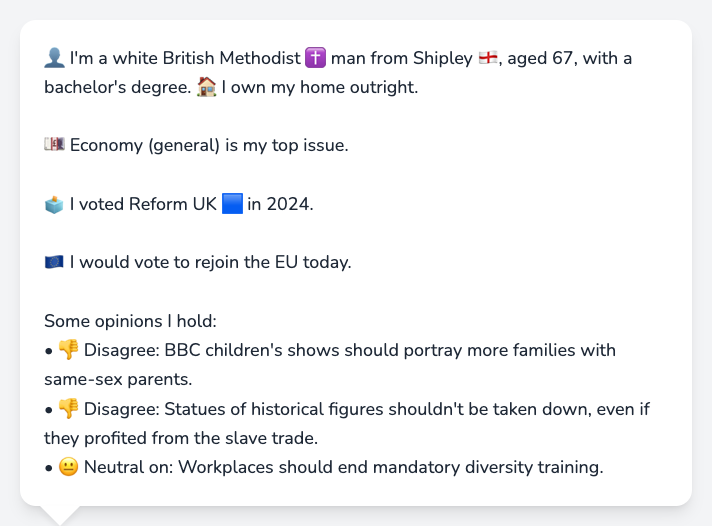 👤 I'm a white British Methodist ✝️ man from Shipley 🏴󠁧󠁢󠁥󠁮󠁧󠁿, aged 67, with a
bachelor's degree. 🏠 I own my home outright.
💷 Economy (general) is my top issue.
🗳️ I voted Reform UK 🟦 in 2024.
🇪🇺 I would vote to rejoin the EU today.
Some opinions I hold:
• 👎 Disagree: BBC children's shows should portray more families with
same-sex parents.
• 👎 Disagree: Statues of historical figures shouldn't be taken down, even if
they profited from the slave trade.
• 😐 Neutral on: Workplaces should end mandatory diversity training.